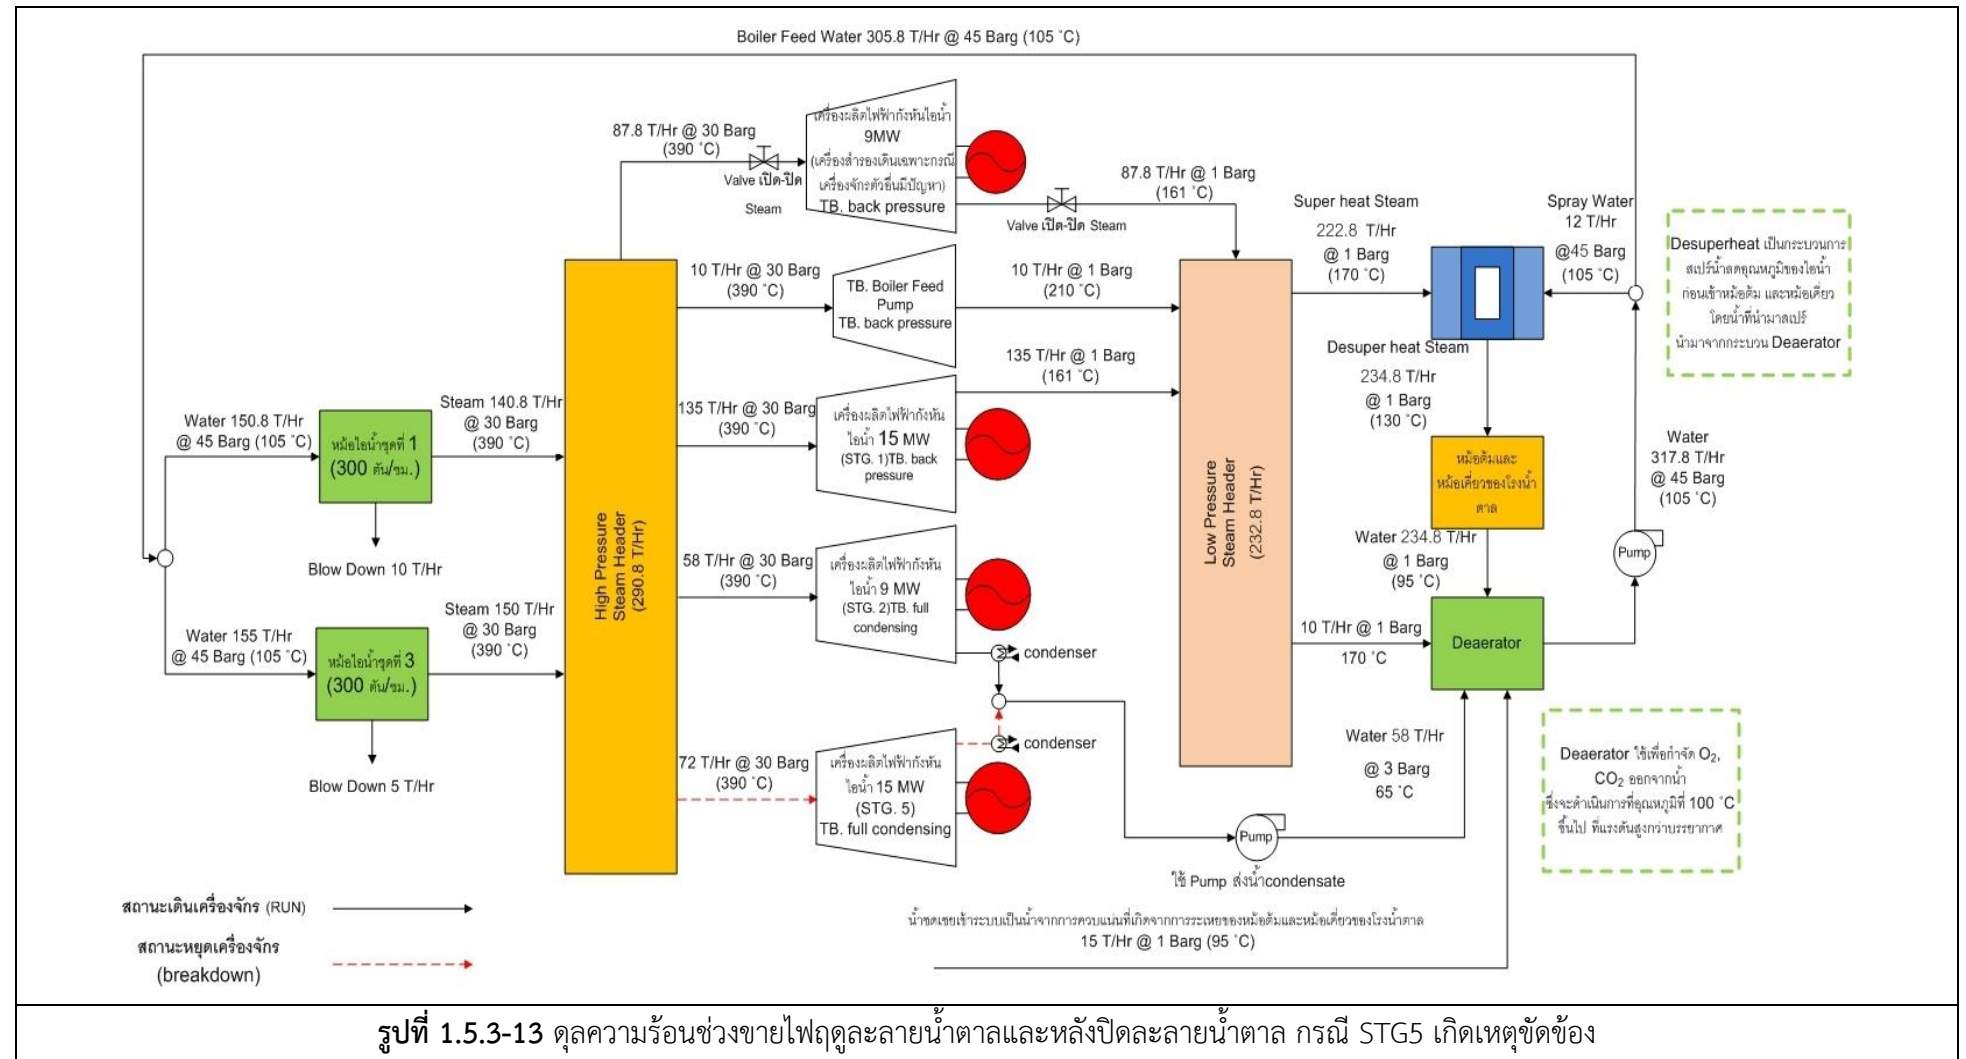 Boiler Feed Water 305.8 T/Hr @ 45 Barg (105 °C)
87.8 T/Hr @ 30 Barg
(390 °C)
Valve เปิด-ปิด
Steam
เครื่องผลิตไฟฟ้ากังหันไอน้ำ
9MW
(เครื่องสำรองเดินเฉพาะกรณี
เครื่องจักรตัวอื่นมีปัญหา)
TB. back pressure
Valve เปิด-ปิด Steam
87.8 T/Hr @ 1 Barg
(161 °C)
10 T/Hr @ 30 Barg
(390 °C)
TB. Boiler Feed
Pump
TB. back pressure
10 T/Hr @ 1 Barg
(210 °C)
135 T/Hr @ 30 Barg
(390 °C)
เครื่องผลิตไฟฟ้ากังหัน
ไอน้ำ 15 MW
(STG. 1)TB. back
pressure
135 T/Hr @ 1 Barg
(161 °C)
58 T/Hr @ 30 Barg
(390 °C)
เครื่องผลิตไฟฟ้ากังหัน
ไอน้ำ 9 MW
(STG. 2)TB. full
condensing
condenser
72 T/Hr @ 30 Barg
(390 °C)
เครื่องผลิตไฟฟ้ากังหัน
ไอน้ำ 15 MW
(STG. 5)
TB. full condensing
condenser
Water 150.8 T/Hr
@ 45 Barg (105 °C)
หม้อไอน้ำชุดที่ 1
(300 ตัน/ชม.)
Steam 140.8 T/Hr
@ 30 Barg
(390 °C)
Blow Down 10 T/Hr
Water 155 T/Hr
@ 45 Barg (105 °C)
หม้อไอน้ำชุดที่ 3
(300 ตัน/ชม.)
Steam 150 T/Hr
@ 30 Barg
(390 °C)
Blow Down 5 T/Hr
High Pressure
Steam Header
(290.8 T/Hr)
Low Pressure
Steam Header
(232.8 T/Hr)
Super heat Steam
222.8 T/Hr
@ 1 Barg
(170 °C)
Spray Water
12 T/Hr
@45 Barg
(105 °C)
Desuper heat Steam
234.8 T/Hr
@ 1 Barg
(130 °C)
หม้อต้มและ
หม้อเคี่ยวของโรงน้ำ
ตาล
Water 234.8 T/Hr
@ 1 Barg
(95 °C)
10 T/Hr @ 1 Barg
170 °C
Deaerator
Water
317.8 T/Hr
@ 45 Barg
(105 °C)
Pump
Water 58 T/Hr
@ 3 Barg
65 °C
Pump
ใช้ Pump ส่งน้ำcondensate
น้ำชดเชยเข้าระบบเป็นน้ำจากการควบแน่นที่เกิดจากการระเหยของหม้อต้มและหม้อเคี่ยวของโรงน้ำตาล
15 T/Hr @ 1 Barg (95 °C)
Desuperheat เป็นกระบวนการ
สเปร์น้ำลดอุณหภูมิของไอน้ำ
ก่อนเข้าหม้อต้ม และหม้อเคี่ยว
โดยน้ำที่นำมาสเปร์
นำมาจากกระบวน Deaerator
Deaerator ใช้เพื่อกำจัด O2,
CO2 ออกจากน้ำ
ซึ่งจะดำเนินการที่อุณหภูมิที่ 100 °C
ขึ้นไป ที่แรงดันสูงกว่าบรรยากาศ
สถานะเดินเครื่องจักร (RUN)
สถานะหยุดเครื่องจักร
(breakdown)
รูปที่ 1.5.3-13 ดุลความร้อนช่วงขายไฟฤดูละลายน้ำตาลและหลังปิดละลายน้ำตาล กรณี STG5 เกิดเหตุขัดข้อง